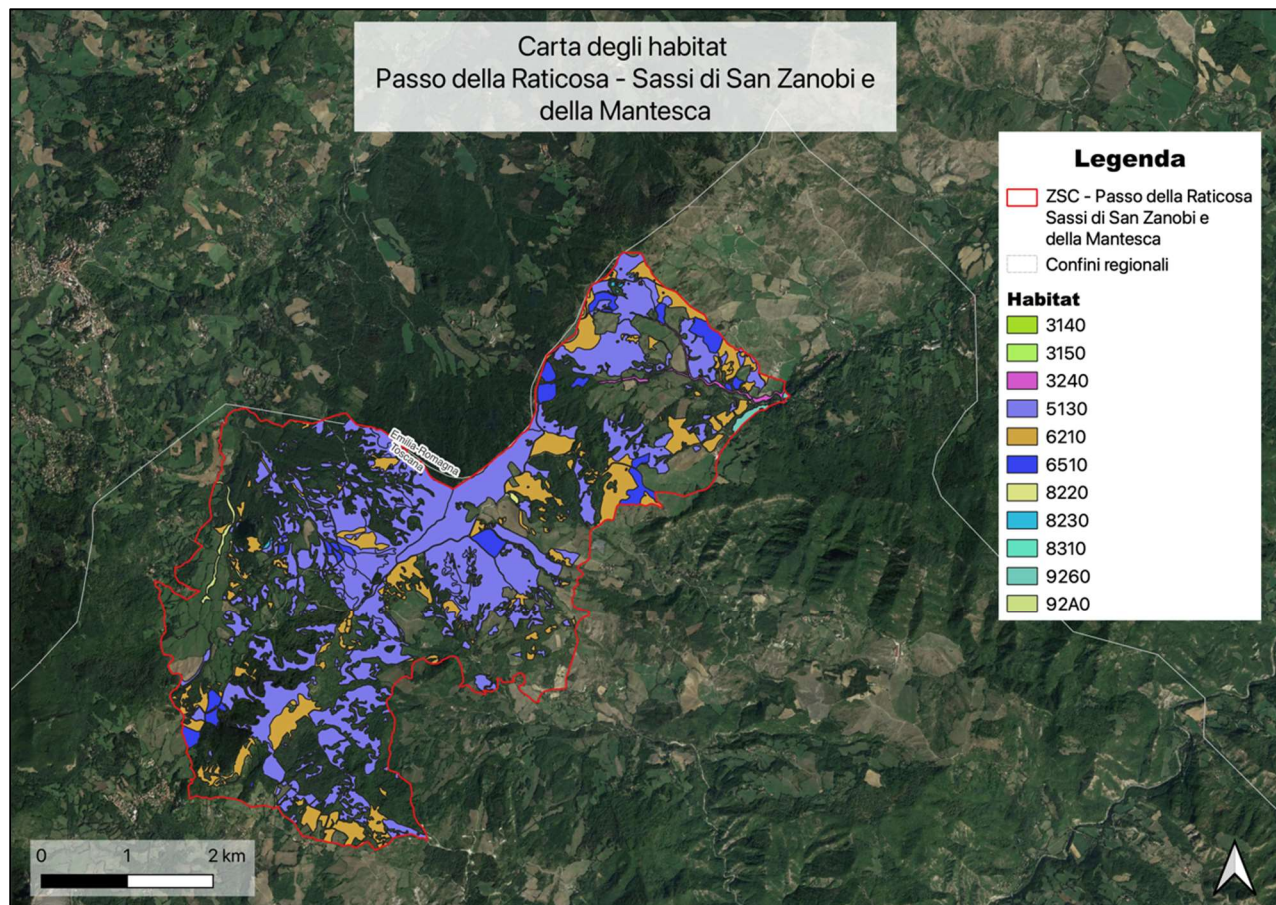 Carta degli habitat
Passo della Raticosa - Sassi di San Zanobi e
della Mantesca
Legenda
ZSC - Passo della Raticosa
Sassi di San Zanobi e
della Mantesca
Confini regionali
Habitat
3140
3150
3240
5130
6210
6510
8220
8230
8310
9260
92A0
Emilia-Romagna
Toscana
0 1 2 km